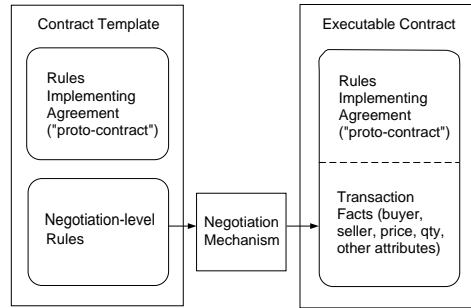 Contract Template
Rules
Implementing
Agreement
("proto-contract")
Negotiation-level
Rules
Negotiation
Mechanism
Executable Contract
Rules
Implementing
Agreement
("proto-contract")
Transaction
Facts (buyer,
seller, price, qty,
other attributes)